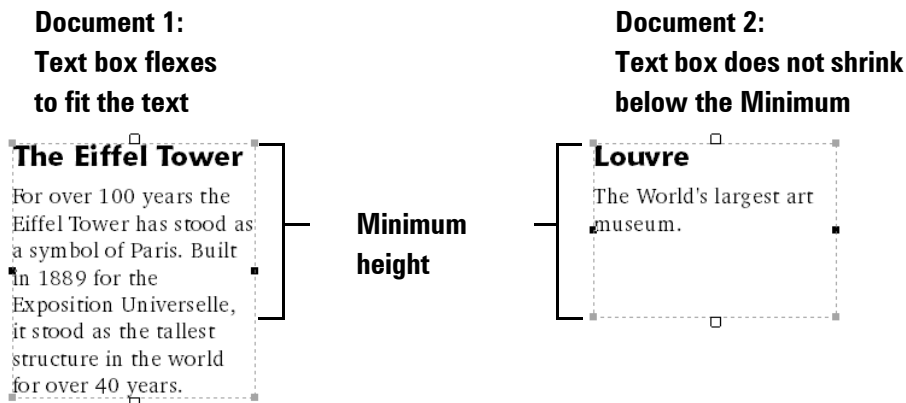 Document 1:
Text box flexes
to fit the text
The Eiffel Tower
For over 100 years the
Eiffel Tower has stood as
a symbol of Paris. Built
in 1889 for the
Exposition Universelle,
it stood as the tallest
structure in the world
for over 40 years.
Minimum
height
Document 2:
Text box does not shrink
below the Minimum
Louvre
The World's largest art
museum.